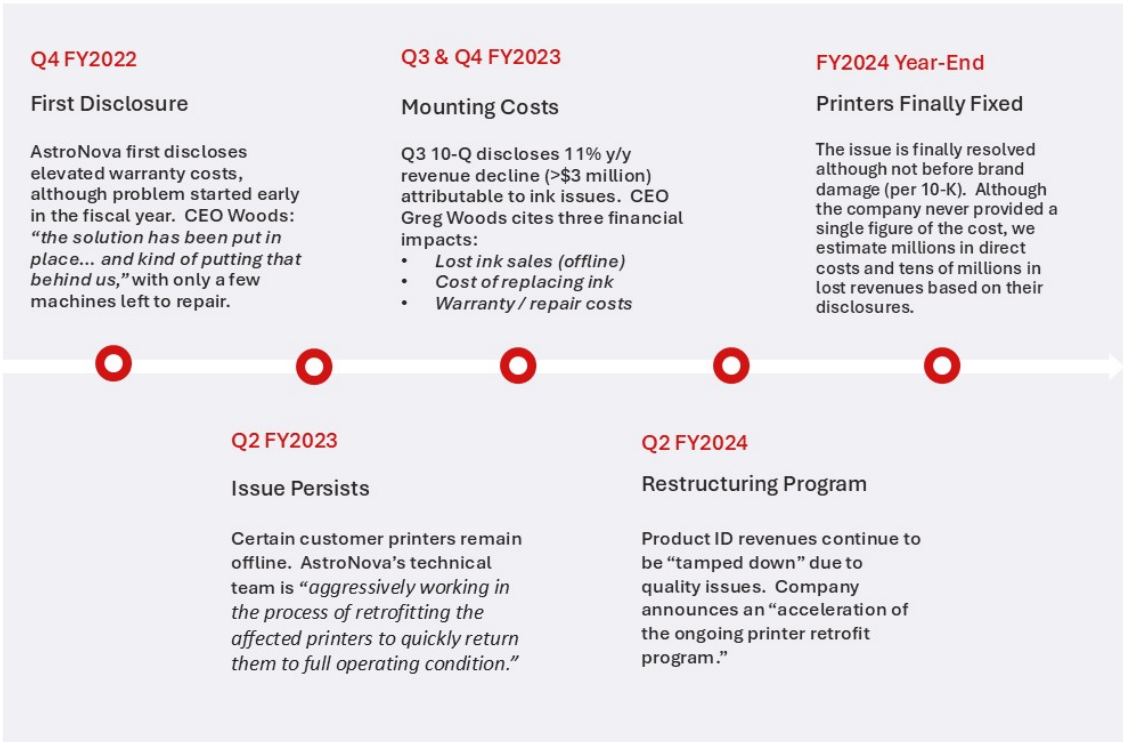 Q4 FY2022
First Disclosure
AstroNova first discloses
elevated warranty costs,
although problem started early
in the fiscal year.  CEO Woods:
“the solution has been put in
place... and kind of putting that
behind us,” with only a few
machines left to repair.
Q3 & Q4 FY2023
Mounting Costs
Q3 10-Q discloses 11% y/y
revenue decline (>$3 million)
attributable to ink issues.  CEO
Greg Woods cites three financial
impacts:
• Lost ink sales (offline)
• Cost of replacing ink
• Warranty / repair costs
FY2024 Year-End
Printers Finally Fixed
The issue is finally resolved
although not before brand
damage (per 10-K).  Although
the company never provided a
single figure of the cost, we
estimate millions in direct
costs and tens of millions in
lost revenues based on their
disclosures.
Q2 FY2023
Issue Persists
Certain customer printers remain
offline.  AstroNova’s technical
team is “aggressively working in
the process of retrofitting the
affected printers to quickly return
them to full operating condition.”
Q2 FY2024
Restructuring Program
Product ID revenues continue to
be “tamped down” due to
quality issues.  Company
announces an “acceleration of
the ongoing printer retrofit
program.”